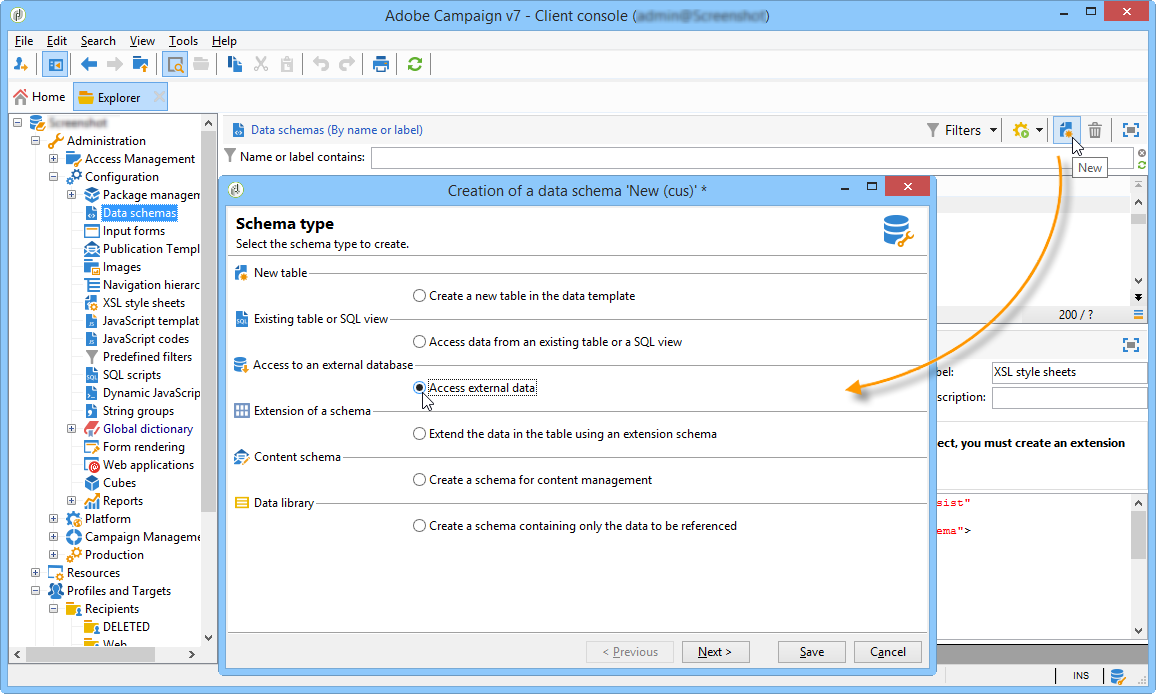 Adobe Campaign v7 - Client console (admin@Screenshot)
File Edit Search View Tools Help
Home Explorer
Screenshot
Administration
Access Management
Configuration
Package managen
Data schemas
Input forms
Publication Templ
Images
Navigation hierarc
XSL style sheets
JavaScript templat
JavaScript codes
Predefined filters
SQL scripts
Dynamic JavaScrip
String groups
Global dictionary
Form rendering
Web applications
Cubes
Reports
Platform
Campaign Manageme
Production
Resources
Profiles and Targets
Recipients
DELETED
Web
Data schemas (By name or label)
Filters
Name or label contains:
New
Creation of a data schema 'New (cus)' *
Schema type
Select the schema type to create.
New table
Create a new table in the data template
Existing table or SQL view
Access data from an existing table or a SQL view
Access to an external database
Access external data
Extension of a schema
Extend the data in the table using an extension schema
Content schema
Create a schema for content management
Data library
Create a schema containing only the data to be referenced
< Previous Next > Save Cancel
200 / ?
bel: XSL style sheets
scription:
ect, you must create an extension
sist"
ema">
INS